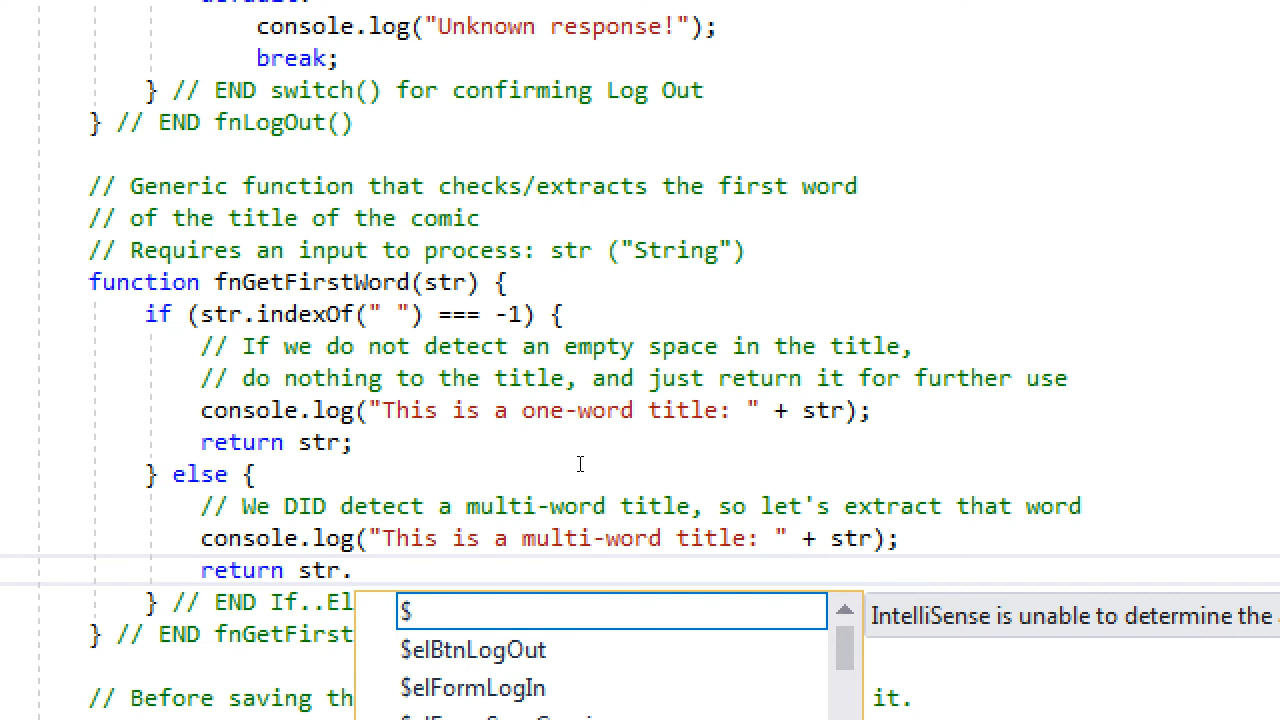 console.log("Unknown response!");
break;
} // END switch() for confirming Log Out
} // END fnLogOut()
// Generic function that checks/extracts the first word
// of the title of the comic
// Requires an input to process: str ("String")
function fnGetFirstWord(str) {
if (str.indexOf(" ") === -1) {
// If we do not detect an empty space in the title,
// do nothing to the title, and just return it for further use
console.log("This is a one-word title: " + str);
return str;
} else {
// We DID detect a multi-word title, so let's extract that word
console.log("This is a multi-word title: " + str);
return str.
} // END If..El
$
IntelliSense is unable to determine the
} // END fnGetFirst
$elBtnLogOut
$elFormLogIn
// Before saving th it.